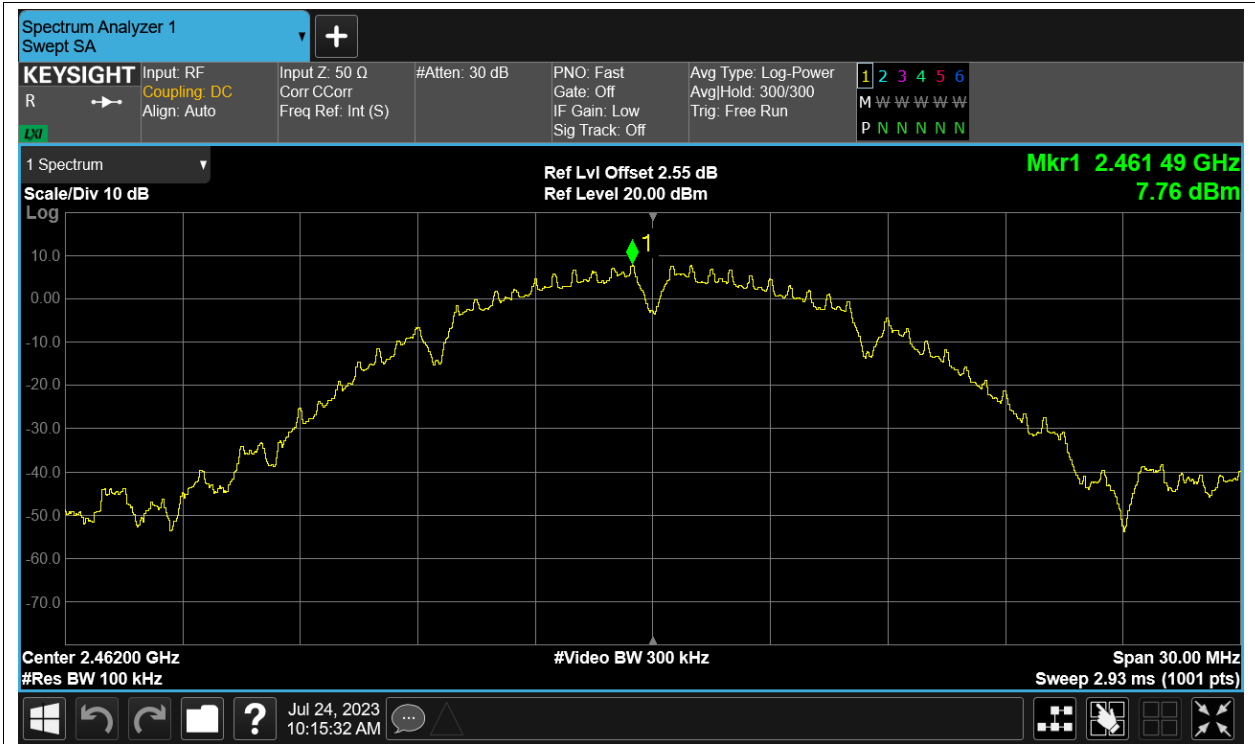 Spectrum Analyzer 1
Swept SA
KEYSIGHT
R
LXI
Input: RF
Coupling: DC
Align: Auto
Input Z: 50 Ω
Corr CCorr
Freq Ref: Int (S)
#Atten: 30 dB
PNO: Fast
Gate: Off
IF Gain: Low
Sig Track: Off
Avg Type: Log-Power
Avg|Hold: 300/300
Trig: Free Run
1 2 3 4 5 6
M W W W W W
P N N N N N
1 Spectrum
Scale/Div 10 dB
Log
Ref Lvl Offset 2.55 dB
Ref Level 20.00 dBm
Mkr1 2.461 49 GHz
7.76 dBm
1
10.0
0.00
-10.0
-20.0
-30.0
-40.0
-50.0
-60.0
-70.0
Center 2.46200 GHz
#Res BW 100 kHz
#Video BW 300 kHz
Span 30.00 MHz
Sweep 2.93 ms (1001 pts)
?
Jul 24, 2023
10:15:32 AM